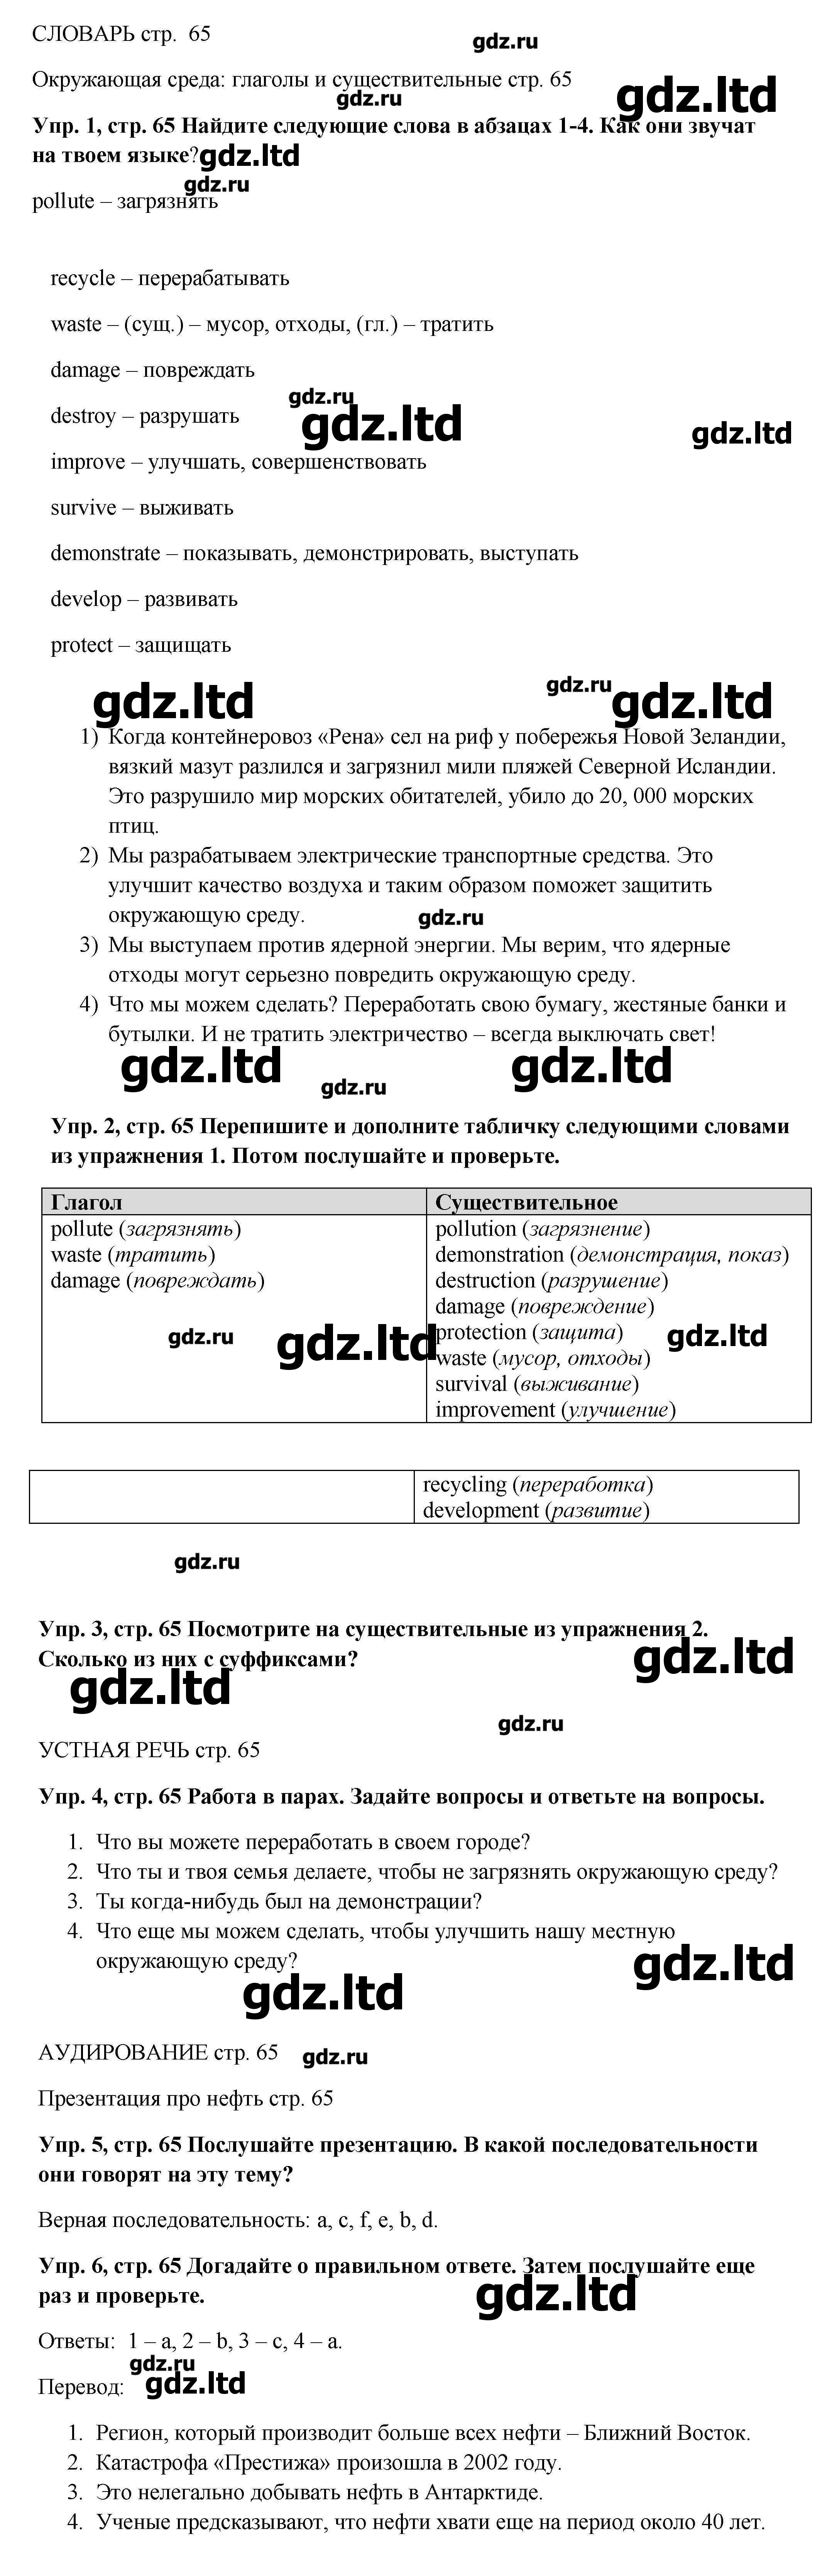 СЛОВАРЬ стр.  65
gdz.ru
Окружающая среда: глаголы и существительные стр. 65
gdz.ru
gdz.ltd
Упр. 1, стр. 65 Найдите следующие слова в абзацах 1-4. Как они звучат
на твоем языке?
gdz.ltd
gdz.ru
pollute – загрязнять
recycle – перерабатывать
waste – (сущ.) – мусор, отходы, (гл.) – тратить
damage – повреждать
gdz.ru
destroy – разрушать
gdz.ltd
gdz.ltd
improve – улучшать, совершенствовать
survive – выживать
demonstrate – показывать, демонстрировать, выступать
develop – развивать
protect – защищать
gdz.ltd
gdz.ru
gdz.ltd
1) Когда контейнеровоз «Рена» сел на риф у побережья Новой Зеландии,
вязкий мазут разлился и загрязнил мили пляжей Северной Исландии.
Это разрушило мир морских обитателей, убило до 20, 000 морских
птиц.
2) Мы разрабатываем электрические транспортные средства. Это
улучшит качество воздуха и таким образом поможет защитить
окружающую среду.
gdz.ru
3) Мы выступаем против ядерной энергии. Мы верим, что ядерные
отходы могут серьезно повредить окружающую среду.
4) Что мы можем сделать? Переработать свою бумагу, жестяные банки и
бутылки. И не тратить электричество – всегда выключать свет!
gdz.ltd
gdz.ru
gdz.ltd
Упр. 2, стр. 65 Перепишите и дополните табличку следующими словами
из упражнения 1. Потом послушайте и проверьте.
Глагол
Существительное
pollute (загрязнять)
waste (тратить)
damage (повреждать)
gdz.ru
gdz.ltd
pollution (загрязнение)
demonstration (демонстрация, показ)
destruction (разрушение)
damage (повреждение)
protection (защита)
gdz.ltd
waste (мусор, отходы)
survival (выживание)
improvement (улучшение)
recycling (переработка)
development (развитие)
gdz.ru
Упр. 3, стр. 65 Посмотрите на существительные из упражнения 2.
Сколько из них с суффиксами?
gdz.ltd
gdz.ltd
gdz.ru
УСТНАЯ РЕЧЬ стр. 65
Упр. 4, стр. 65 Работа в парах. Задайте вопросы и ответьте на вопросы.
1. Что вы можете переработать в своем городе?
2. Что ты и твоя семья делаете, чтобы не загрязнять окружающую среду?
3. Ты когда-нибудь был на демонстрации?
4. Что еще мы можем сделать, чтобы улучшить нашу местную
окружающую среду?
gdz.ltd
gdz.ltd
АУДИРОВАНИЕ стр. 65
gdz.ru
Презентация про нефть стр. 65
Упр. 5, стр. 65 Послушайте презентацию. В какой последовательности
они говорят на эту тему?
Верная последовательность: a, c, f, e, b, d.
Упр. 6, стр. 65 Догадайте о правильном ответе. Затем послушайте еще
раз и проверьте.
gdz.ltd
Ответы:  1 – a, 2 – b, 3 – c, 4 – a.
gdz.ru
Перевод:
gdz.ltd
1. Регион, который производит больше всех нефти – Ближний Восток.
2. Катастрофа «Престижа» произошла в 2002 году.
3. Это нелегально добывать нефть в Антарктиде.
4. Ученые предсказывают, что нефти хвати еще на период около 40 лет.